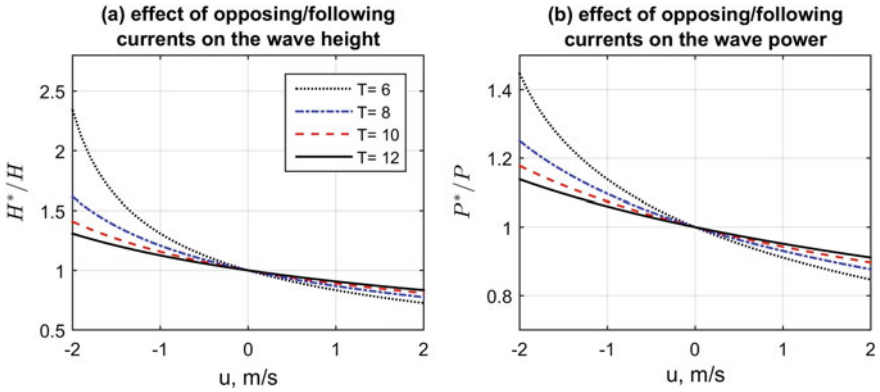 (a) effect of opposing/following
currents on the wave height
H*/H
2.5
2
1.5
1
0.5
T= 6
T= 8
T= 10
T= 12
-2 -1 0 1 2
u, m/s
(b) effect of opposing/following
currents on the wave power
P*/P
1.4
1.2
1
0.8
-2 -1 0 1 2
u, m/s